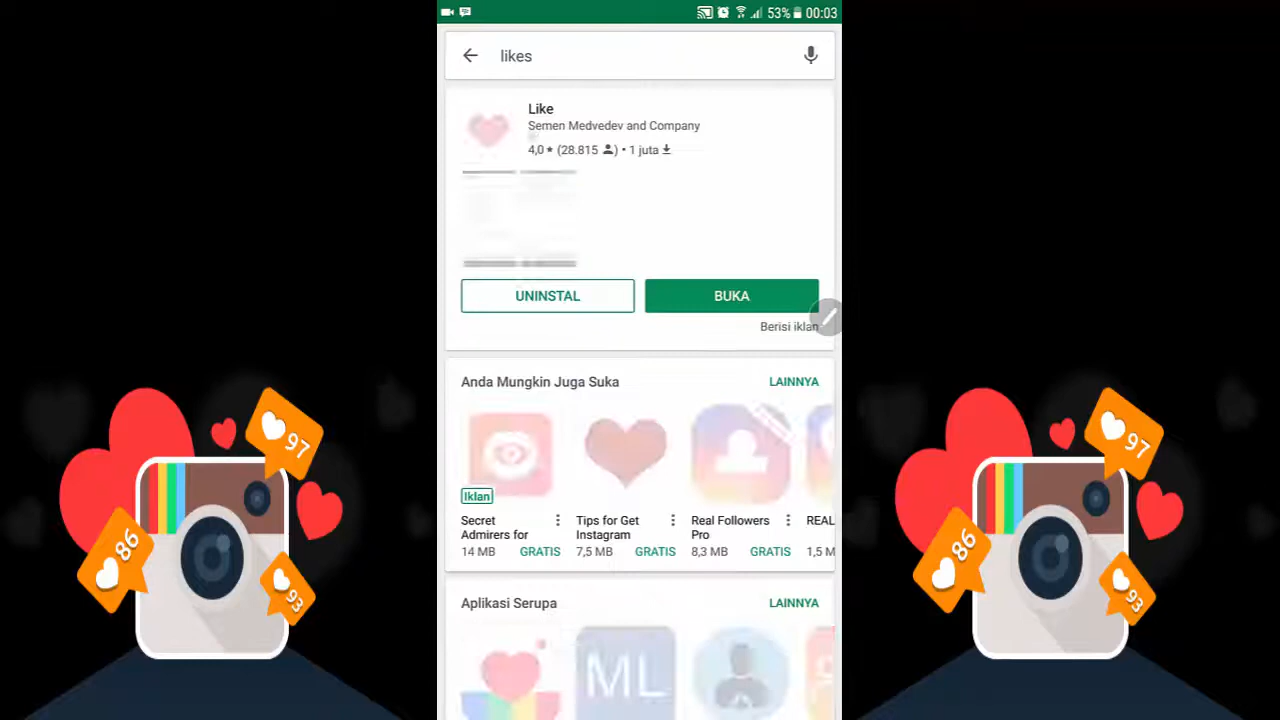 53% 00:03
likes
Like
Semen Medvedev and Company
4,0 ★ (28.815 ) • 1 juta
UNINSTAL
BUKA
Berisi iklan
Anda Mungkin Juga Suka
LAINNYA
Iklan
Secret Admirers for
14 MB GRATIS
Tips for Get Instagram
7,5 MB GRATIS
Real Followers Pro
8,3 MB GRATIS
REAL
1,5 M
Aplikasi Serupa
LAINNYA
ML
97
86
93
97
86
93